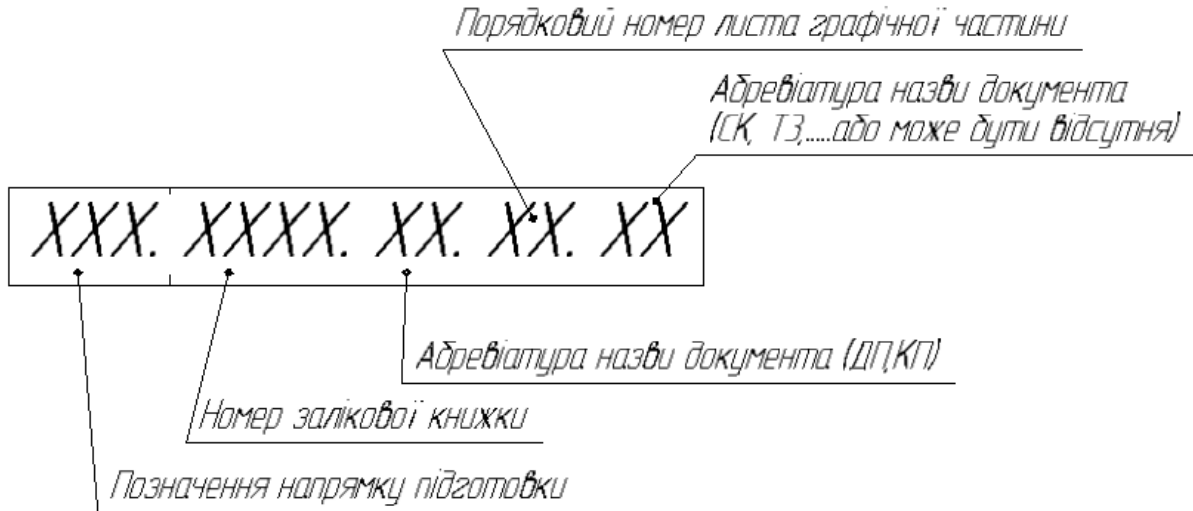 Порядковий номер листа графічної частини
Абревіатура назви документа
(СК, ТЗ,.....або може бути відсутня)
XXX. XXXX. XX. XX. XX
Абревіатура назви документа (ДП,КП)
Номер залікової книжки
Позначення напрямку підготовки